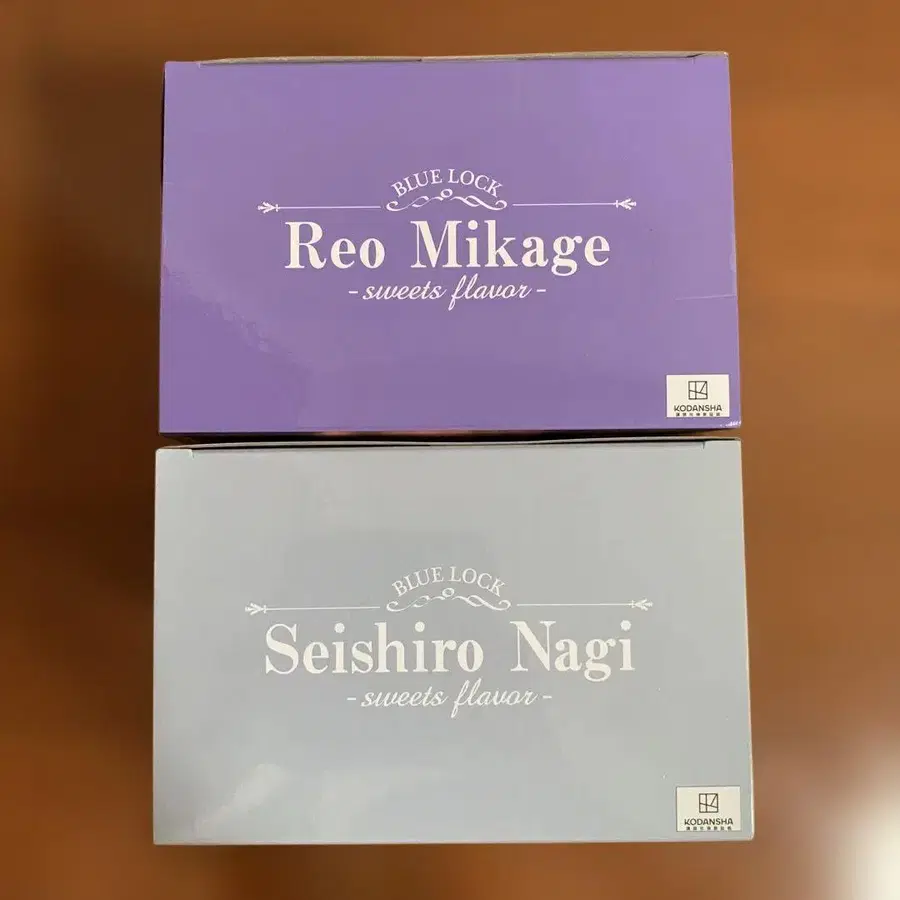 BLUE LOCK
Reo Mikage
- sweets flavor -
KODANSHA
BLUE LOCK
Seishiro Nagi
- sweets flavor -
KODANSHA